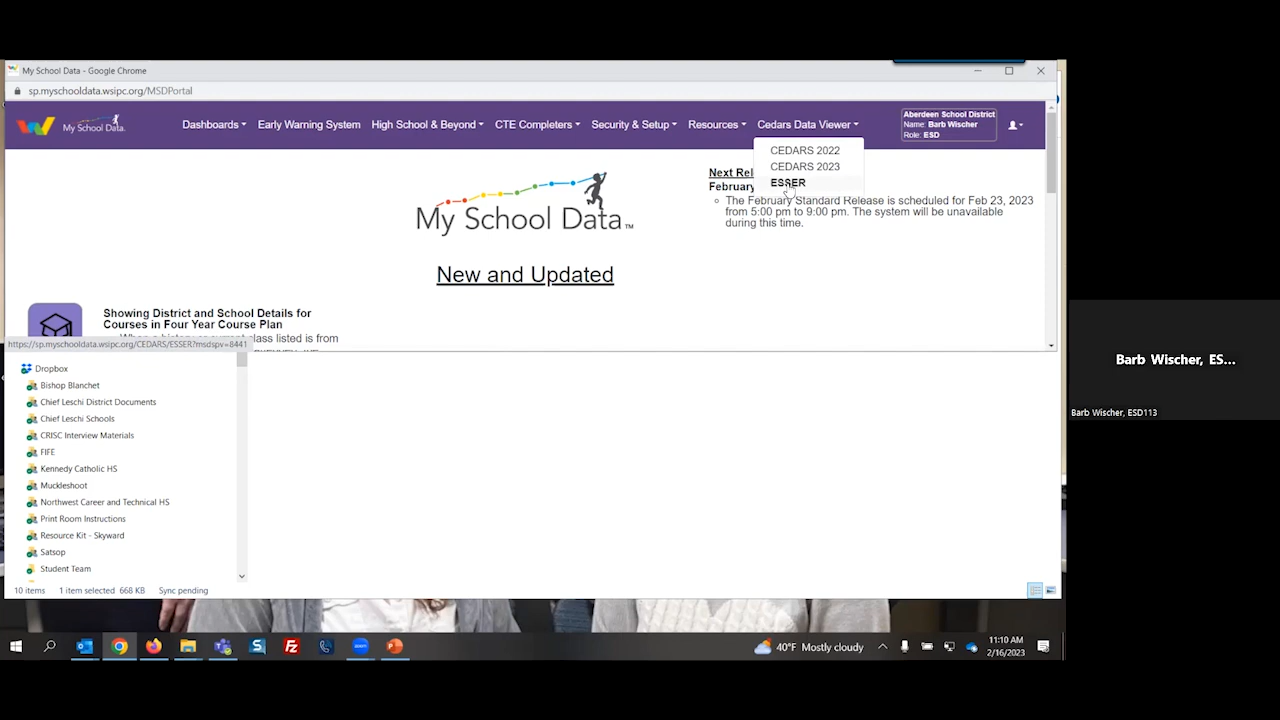 My School Data - Google Chrome
sp.myschooldata.wsipc.org/MSDPortal
My School Data.
Dashboards
Early Warning System
High School & Beyond
CTE Completers
Security & Setup
Resources
Cedars Data Viewer
Aberdeen School District
Name: Barb Wischer
Role: ESD
CEDARS 2022
CEDARS 2023
ESSER
Next Rel
February
The February Standard Release is scheduled for Feb 23, 2023
from 5:00 pm to 9:00 pm. The system will be unavailable
during this time.
My School Data™
New and Updated
Showing District and School Details for
Courses in Four Year Course Plan
class listed is from
https://sp.myschooldata.wsipc.org/CEDARS/ESSER?msdspv=8441
Dropbox
Bishop Blanchet
Chief Leschi District Documents
Chief Leschi Schools
CRISC Interview Materials
FIFE
Kennedy Catholic HS
Muckleshoot
Northwest Career and Technical HS
Print Room Instructions
Resource Kit - Skyward
Satsop
Student Team
10 items
1 item selected 668 KB
Sync pending
Barb Wischer, ES...
Barb Wischer, ESD113
40°F Mostly cloudy
11:10 AM
2/16/2023